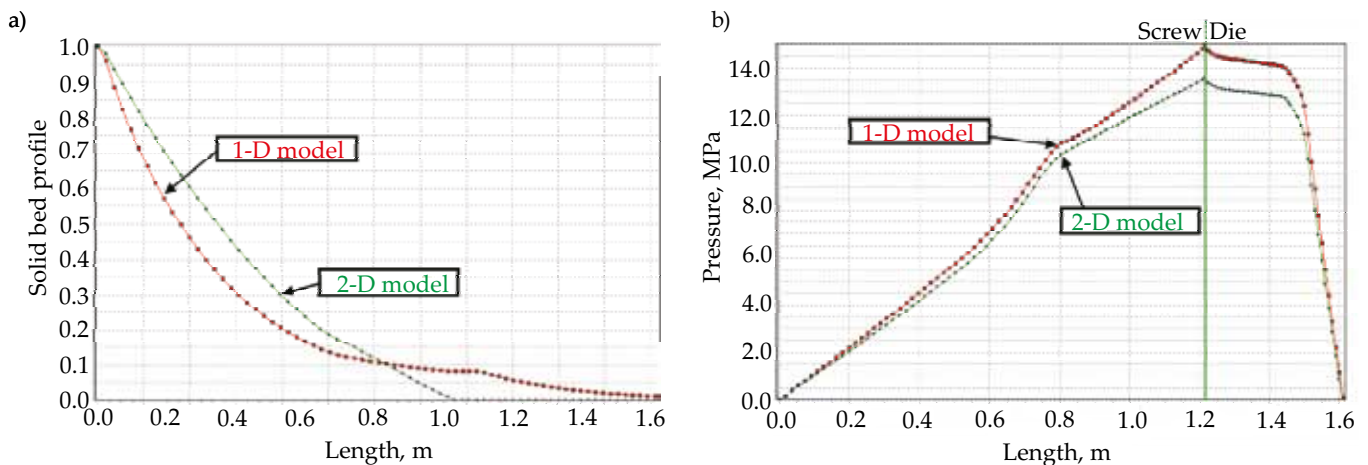 a)
1.0
0.9
0.8
0.7
0.6
0.5
0.4
0.3
0.2
0.1
0.0
Solid bed profile
1-D model
2-D model
0.0 0.2 0.4 0.6 0.8 1.0 1.2 1.4 1.6
Length, m
b)
Screw Die
14.0
12.0
10.0
8.0
6.0
4.0
2.0
0.0
Pressure, MPa
1-D model
2-D model
0.0 0.2 0.4 0.6 0.8 1.0 1.2 1.4 1.6
Length, m